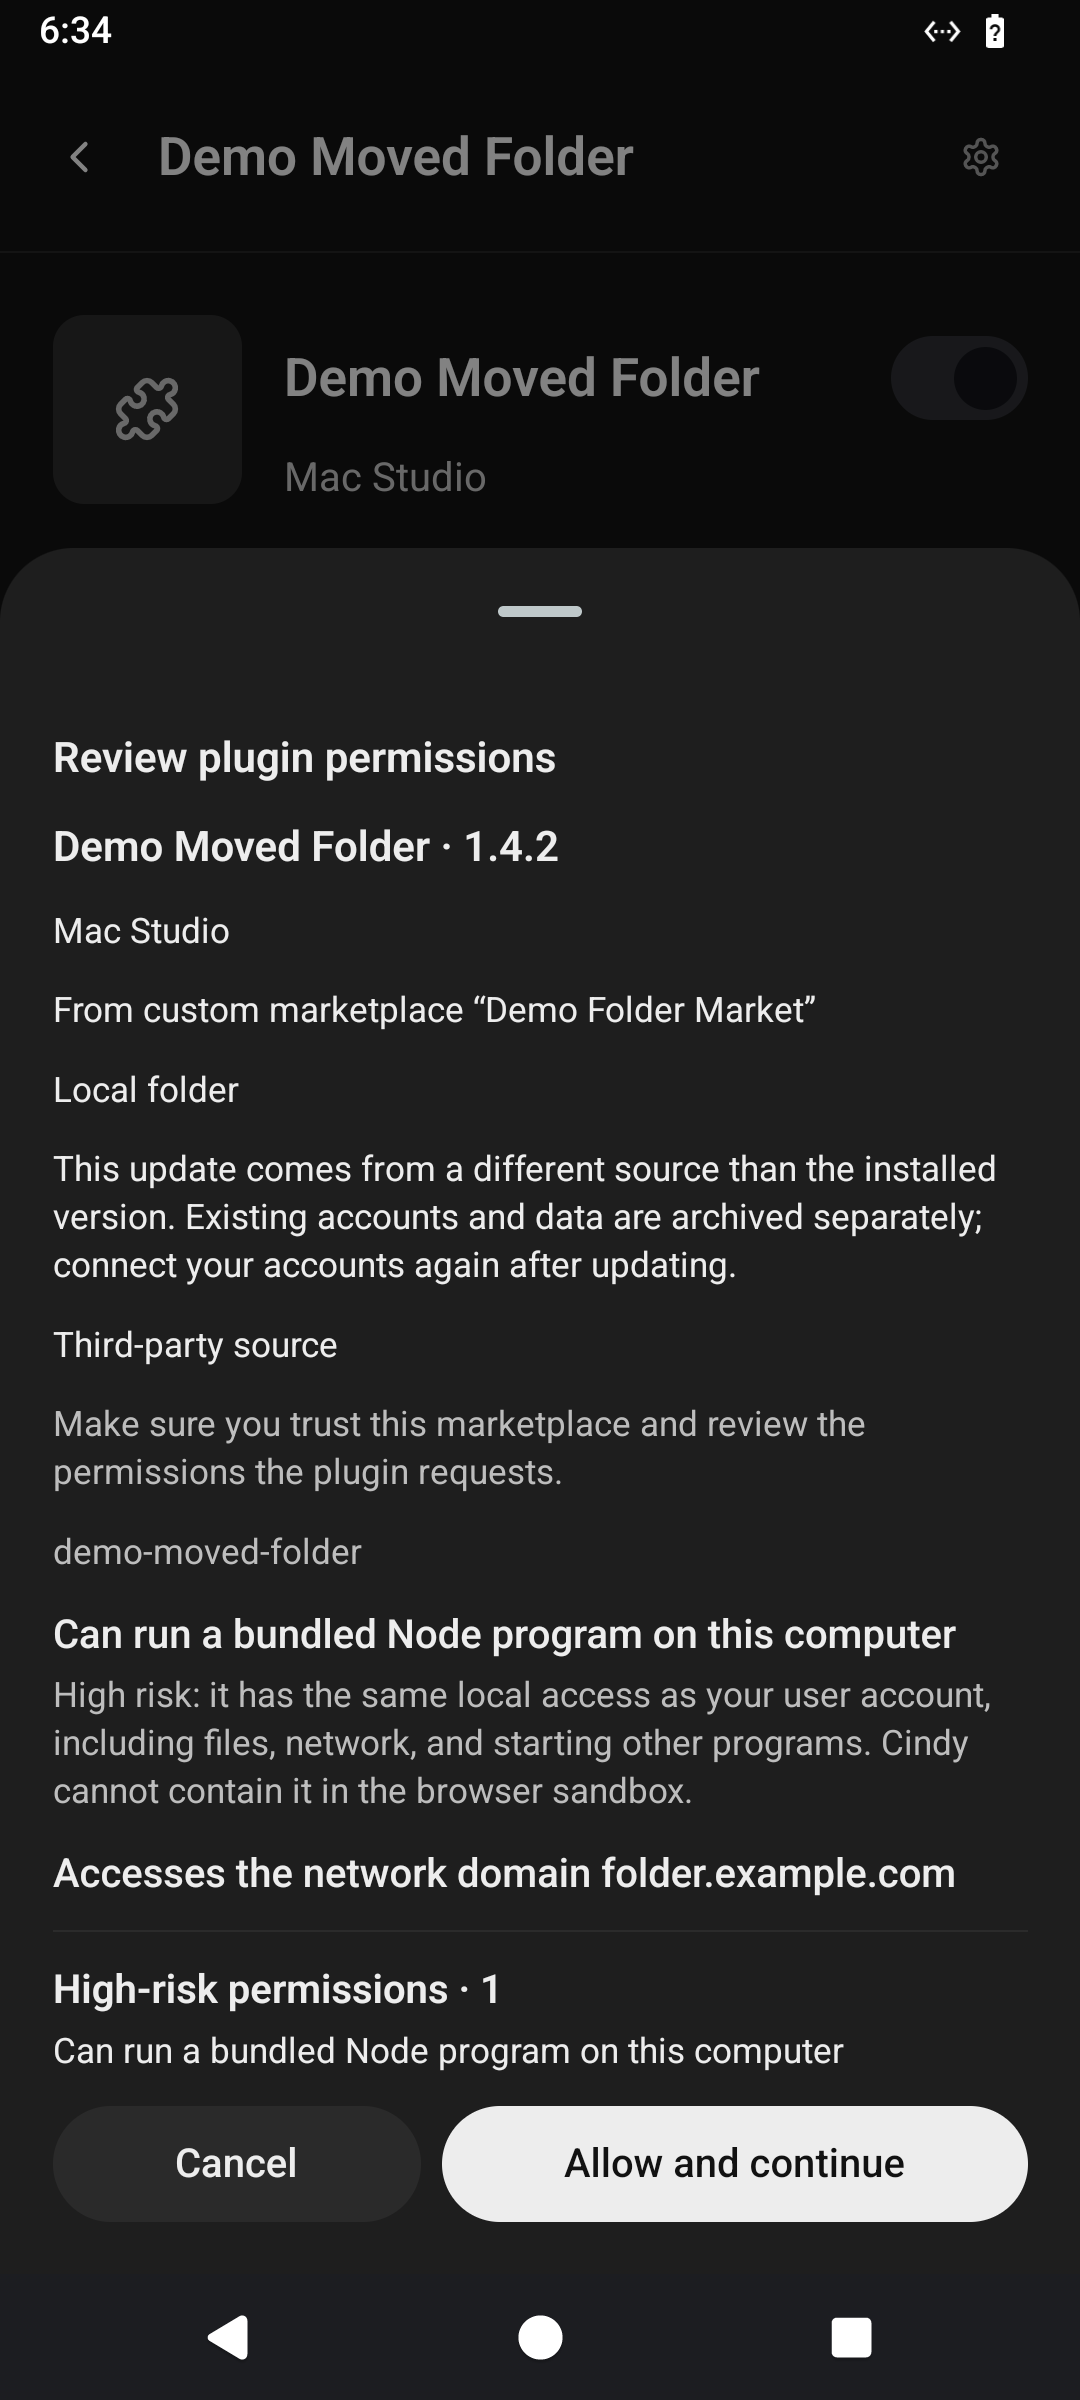 6:34
Demo Moved Folder
Demo Moved Folder
Mac Studio
Review plugin permissions
Demo Moved Folder · 1.4.2
Mac Studio
From custom marketplace “Demo Folder Market”
Local folder
This update comes from a different source than the installed
version. Existing accounts and data are archived separately;
connect your accounts again after updating.
Third-party source
Make sure you trust this marketplace and review the
permissions the plugin requests.
demo-moved-folder
Can run a bundled Node program on this computer
High risk: it has the same local access as your user account,
including files, network, and starting other programs. Cindy
cannot contain it in the browser sandbox.
Accesses the network domain folder.example.com
High-risk permissions · 1
Can run a bundled Node program on this computer
Cancel
Allow and continue